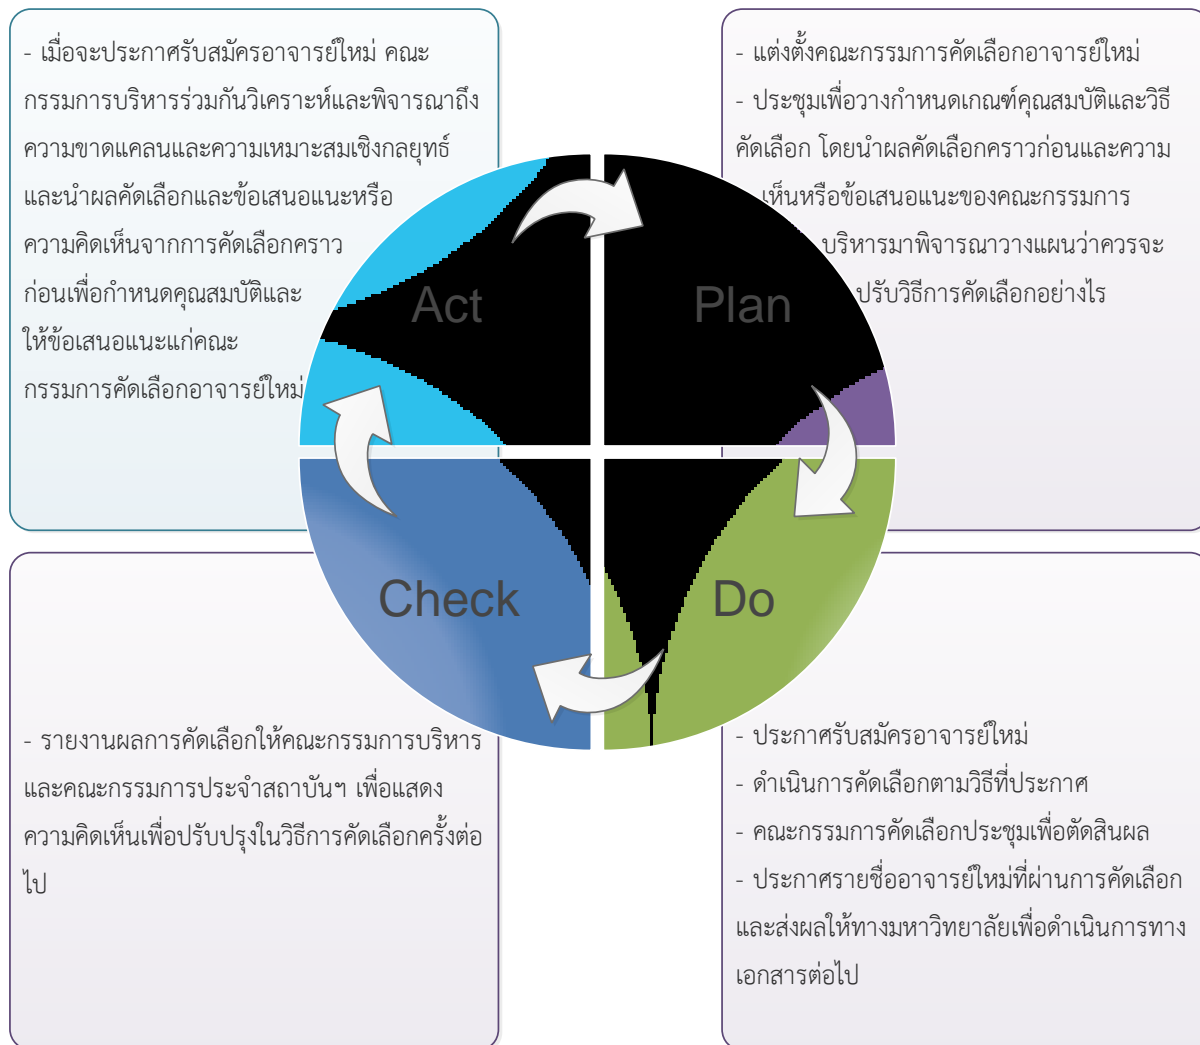 - เมื่อจะประกาศรับสมัครอาจารย์ใหม่ คณะ
กรรมการบริหารร่วมกันวิเคราะห์และพิจารณาถึง
ความขาดแคลนและความเหมาะสมเชิงกลยุทธ์
และนำผลคัดเลือกและข้อเสนอแนะหรือ
ความคิดเห็นจากการคัดเลือกคราว
ก่อนเพื่อกำหนดคุณสมบัติและ
ให้ข้อเสนอแนะแก่คณะ
กรรมการคัดเลือกอาจารย์ใหม่
- แต่งตั้งคณะกรรมการคัดเลือกอาจารย์ใหม่
- ประชุมเพื่อวางกำหนดเกณฑ์คุณสมบัติและวิธี
คัดเลือก โดยนำผลคัดเลือกคราวก่อนและความ
เห็นหรือข้อเสนอแนะของคณะกรรมการ
บริหารมาพิจารณาวางแผนว่าควรจะ
ปรับวิธีการคัดเลือกอย่างไร
Act
Plan
Check
Do
- รายงานผลการคัดเลือกให้คณะกรรมการบริหาร
และคณะกรรมการประจำสถาบันฯ เพื่อแสดง
ความคิดเห็นเพื่อปรับปรุงในวิธีการคัดเลือกครั้งต่อ
ไป
- ประกาศรับสมัครอาจารย์ใหม่
- ดำเนินการคัดเลือกตามวิธีที่ประกาศ
- คณะกรรมการคัดเลือกประชุมเพื่อตัดสินผล
- ประกาศรายชื่ออาจารย์ใหม่ที่ผ่านการคัดเลือก
และส่งผลให้ทางมหาวิทยาลัยเพื่อดำเนินการทาง
เอกสารต่อไป